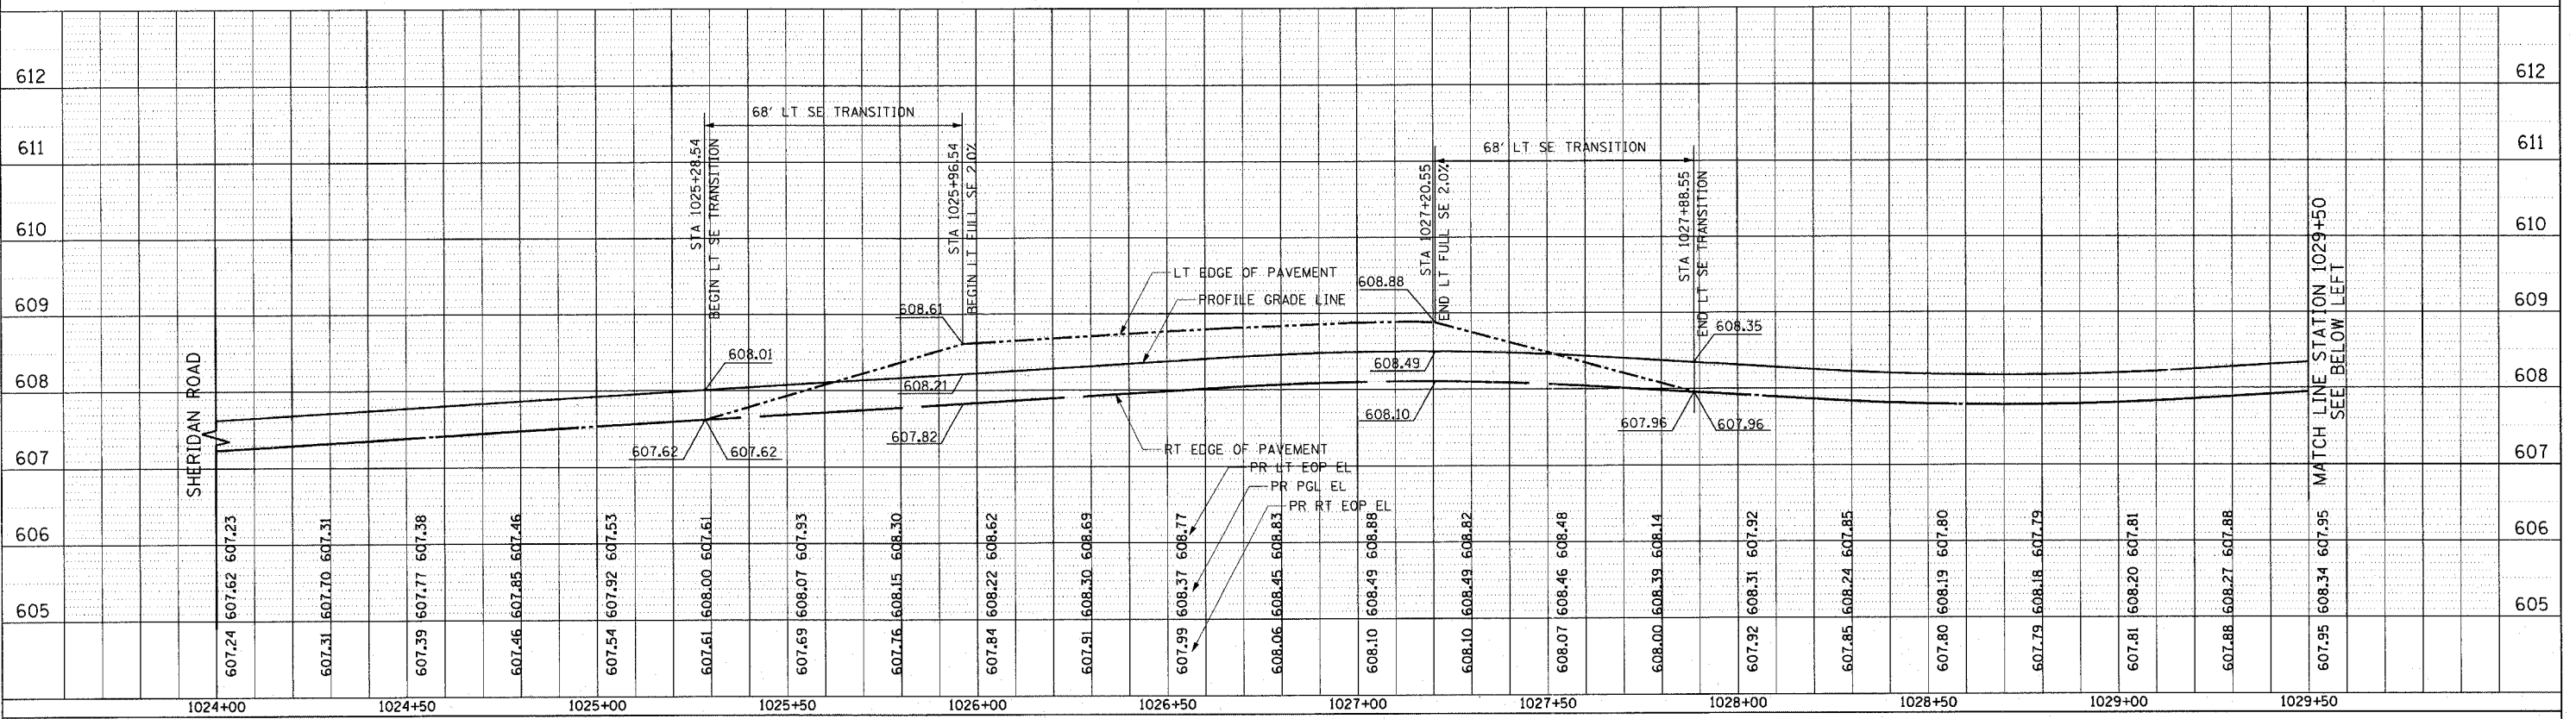 612
611
610
609
608
607
606
605
612
611
610
609
608
607
606
605
SHERIDAN ROAD
68' LT SE TRANSITION
STA 1025+28.54
BEGIN LT SE TRANSITION
STA 1025+96.54
BEGIN LT FULL SE 2.0%
68' LT SE TRANSITION
STA 1027+20.55
END LT FULL SE 2.0%
STA 1027+88.55
END LT SE TRANSITION
MATCH LINE STATION 1029+50
SEE BELOW LEFT
LT EDGE OF PAVEMENT
PROFILE GRADE LINE
608.88
608.61
608.01
608.35
608.21
608.49
607.82
608.10
607.62
607.62
607.96
607.96
RT EDGE OF PAVEMENT
PR LT EOP EL
PR PGL EL
PR RT EOP EL
607.24 607.62 607.23
607.31 607.70 607.31
607.39 607.77 607.38
607.46 607.85 607.46
607.54 607.92 607.53
607.61 608.00 607.61
607.69 608.07 607.93
607.76 608.15 608.30
607.84 608.22 608.62
607.91 608.30 608.69
607.99 608.37 608.77
608.06 608.45 608.83
608.10 608.49 608.88
608.10 608.49 608.82
608.07 608.46 608.48
608.00 608.39 608.14
607.92 608.31 607.92
607.85 608.24 607.85
607.80 608.19 607.80
607.79 608.18 607.79
607.81 608.20 607.81
607.88 608.27 607.88
607.95 608.34 607.95
1024+00
1024+50
1025+00
1025+50
1026+00
1026+50
1027+00
1027+50
1028+00
1028+50
1029+00
1029+50